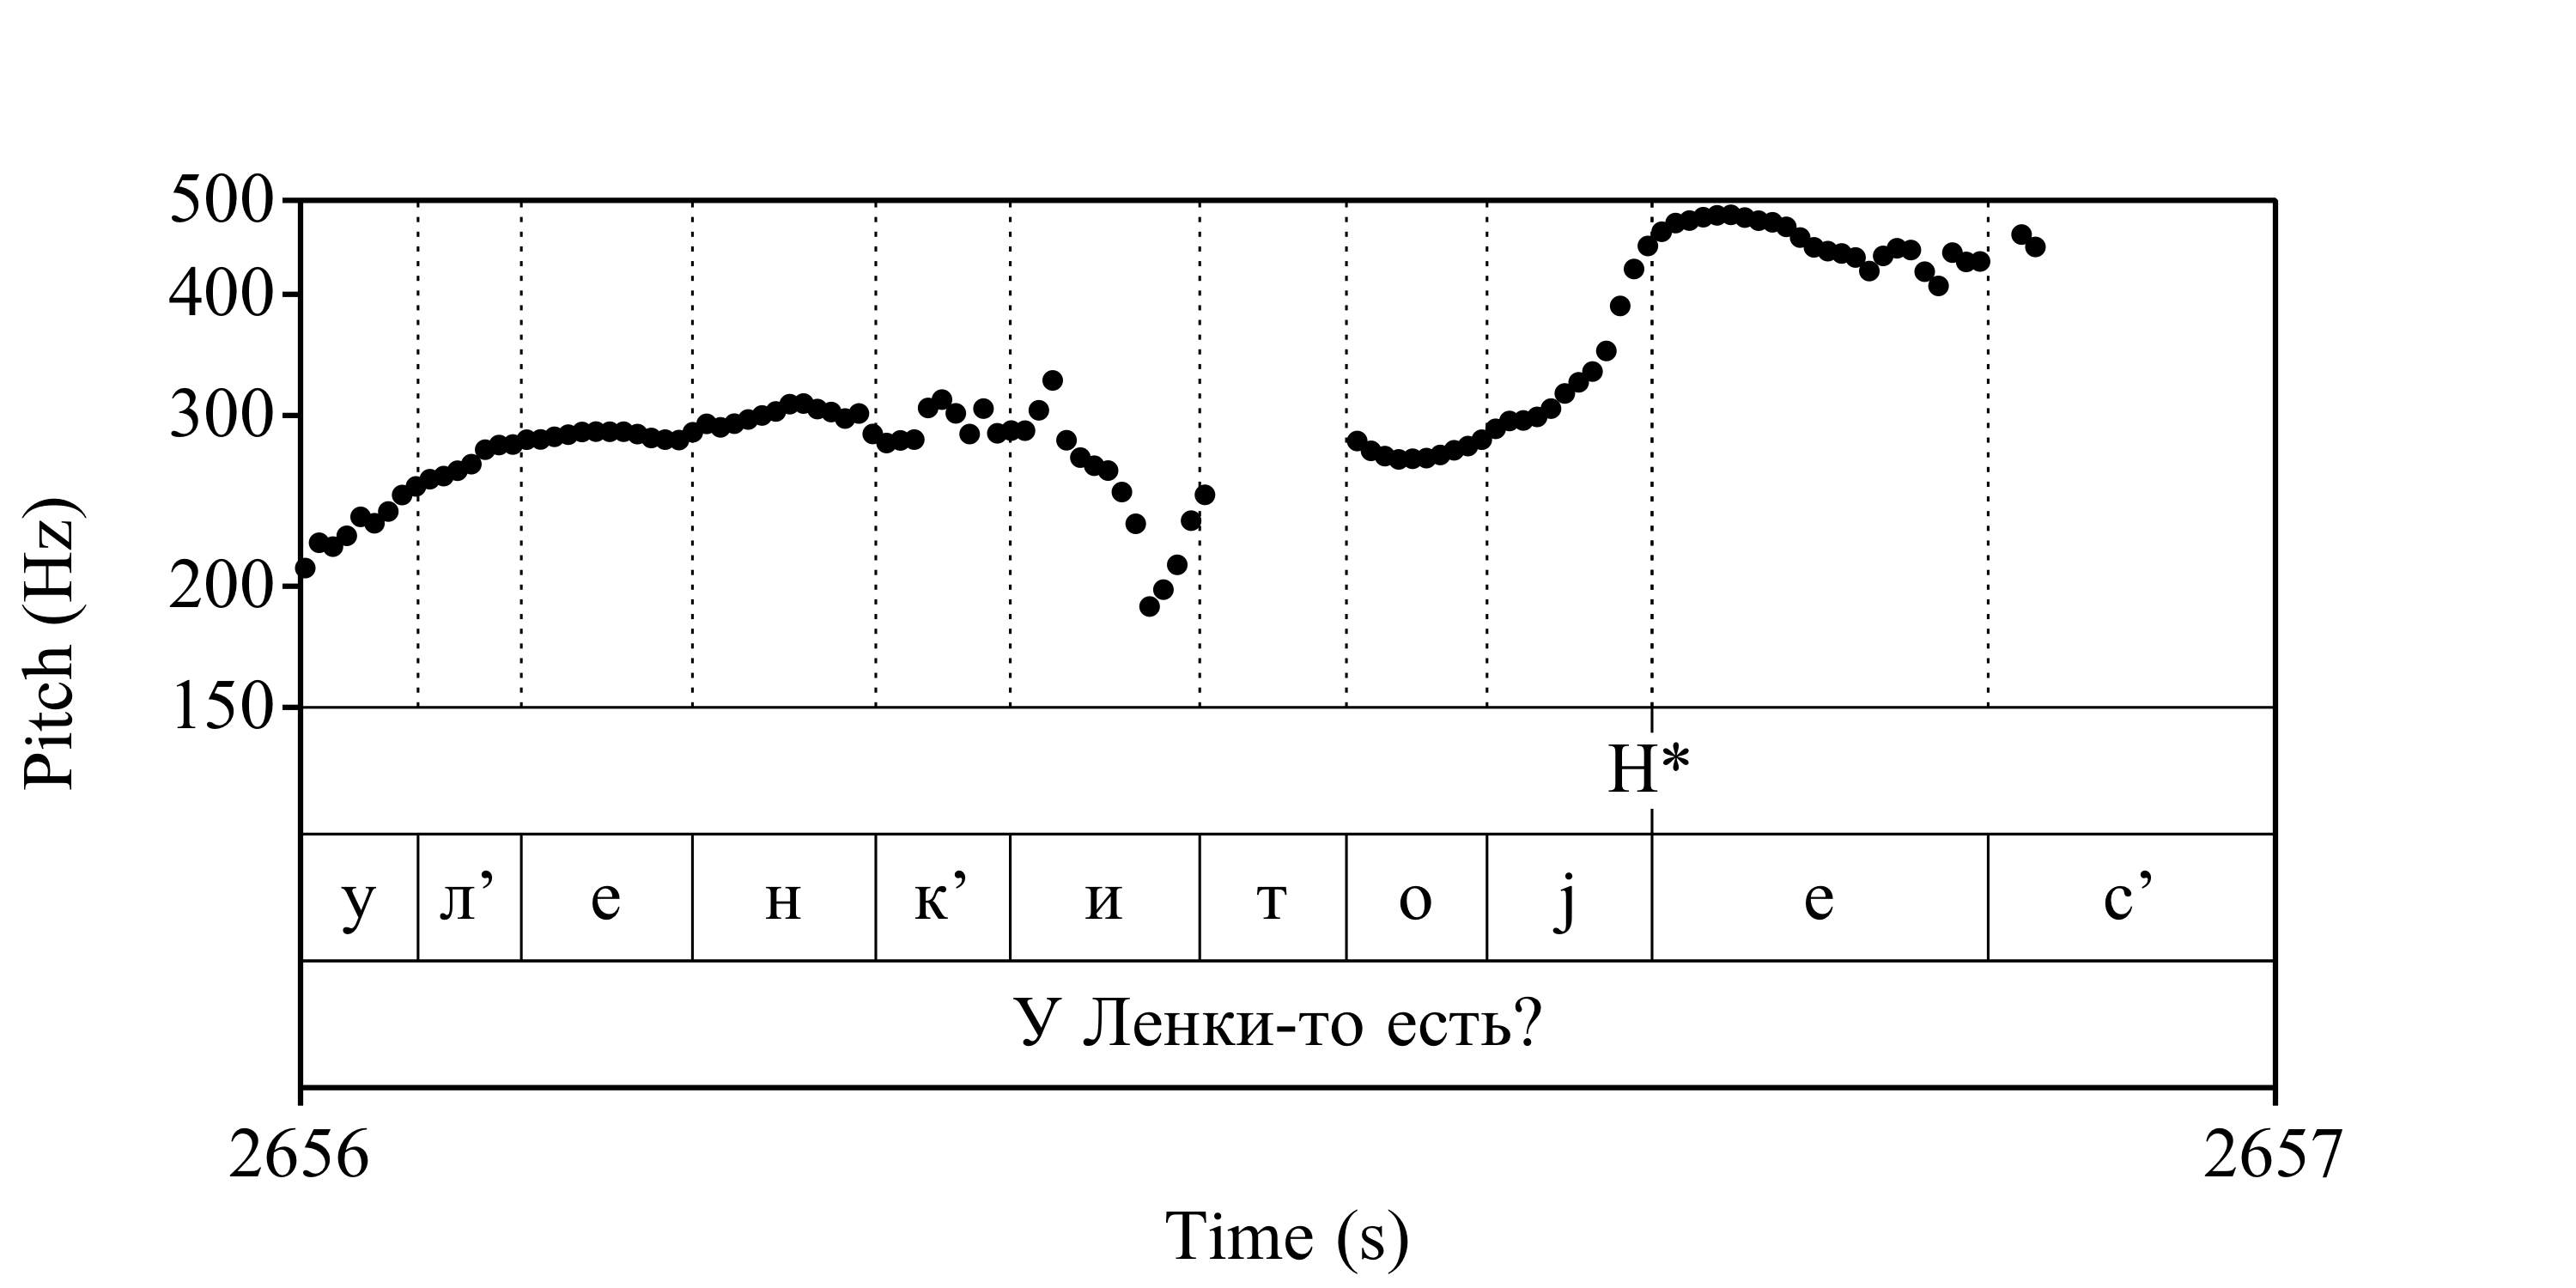 Pitch (Hz)
500
400
300
200
150
H*
у л’ е н к’ и т о j е с’
У Ленки-то есть?
2656 2657
Time (s)